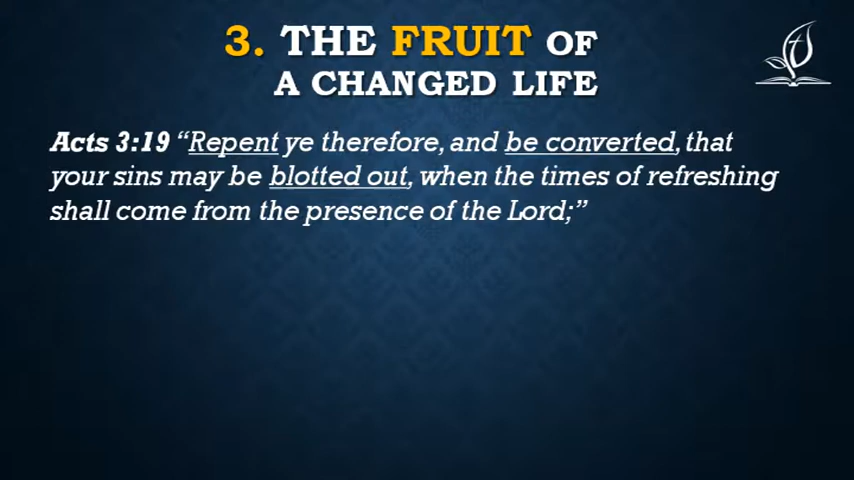 3. THE FRUIT OF
A CHANGED LIFE
Acts 3:19 “Repent ye therefore, and be converted, that
your sins may be blotted out, when the times of refreshing
shall come from the presence of the Lord;”